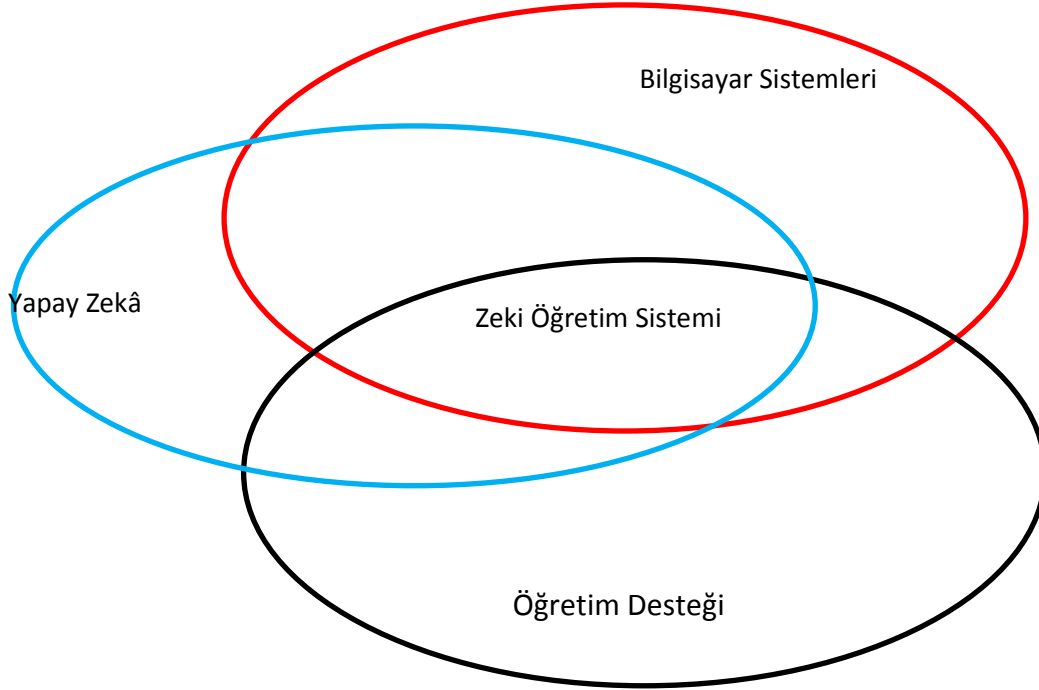 Bilgisayar Sistemleri
Yapay Zekâ
Zeki Öğretim Sistemi
Öğretim Desteği